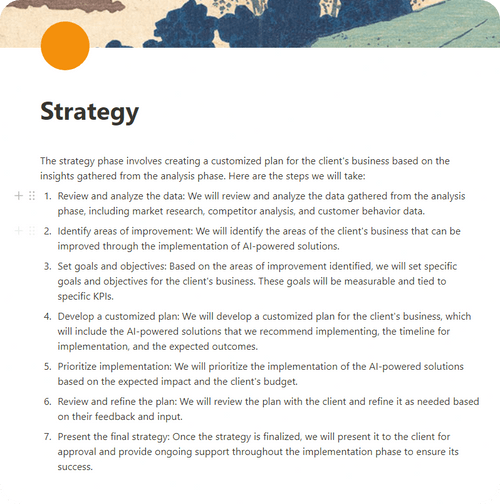 Strategy
The strategy phase involves creating a customized plan for the client's business based on the
insights gathered from the analysis phase. Here are the steps we will take:
1. Review and analyze the data: We will review and analyze the data gathered from the analysis
phase, including market research, competitor analysis, and customer behavior data.
2. Identify areas of improvement: We will identify the areas of the client's business that can be
improved through the implementation of AI-powered solutions.
3. Set goals and objectives: Based on the areas of improvement identified, we will set specific
goals and objectives for the client's business. These goals will be measurable and tied to
specific KPIs.
4. Develop a customized plan: We will develop a customized plan for the client's business, which
will include the AI-powered solutions that we recommend implementing, the timeline for
implementation, and the expected outcomes.
5. Prioritize implementation: We will prioritize the implementation of the AI-powered solutions
based on the expected impact and the client's budget.
6. Review and refine the plan: We will review the plan with the client and refine it as needed based
on their feedback and input.
7. Present the final strategy: Once the strategy is finalized, we will present it to the client for
approval and provide ongoing support throughout the implementation phase to ensure its
success.